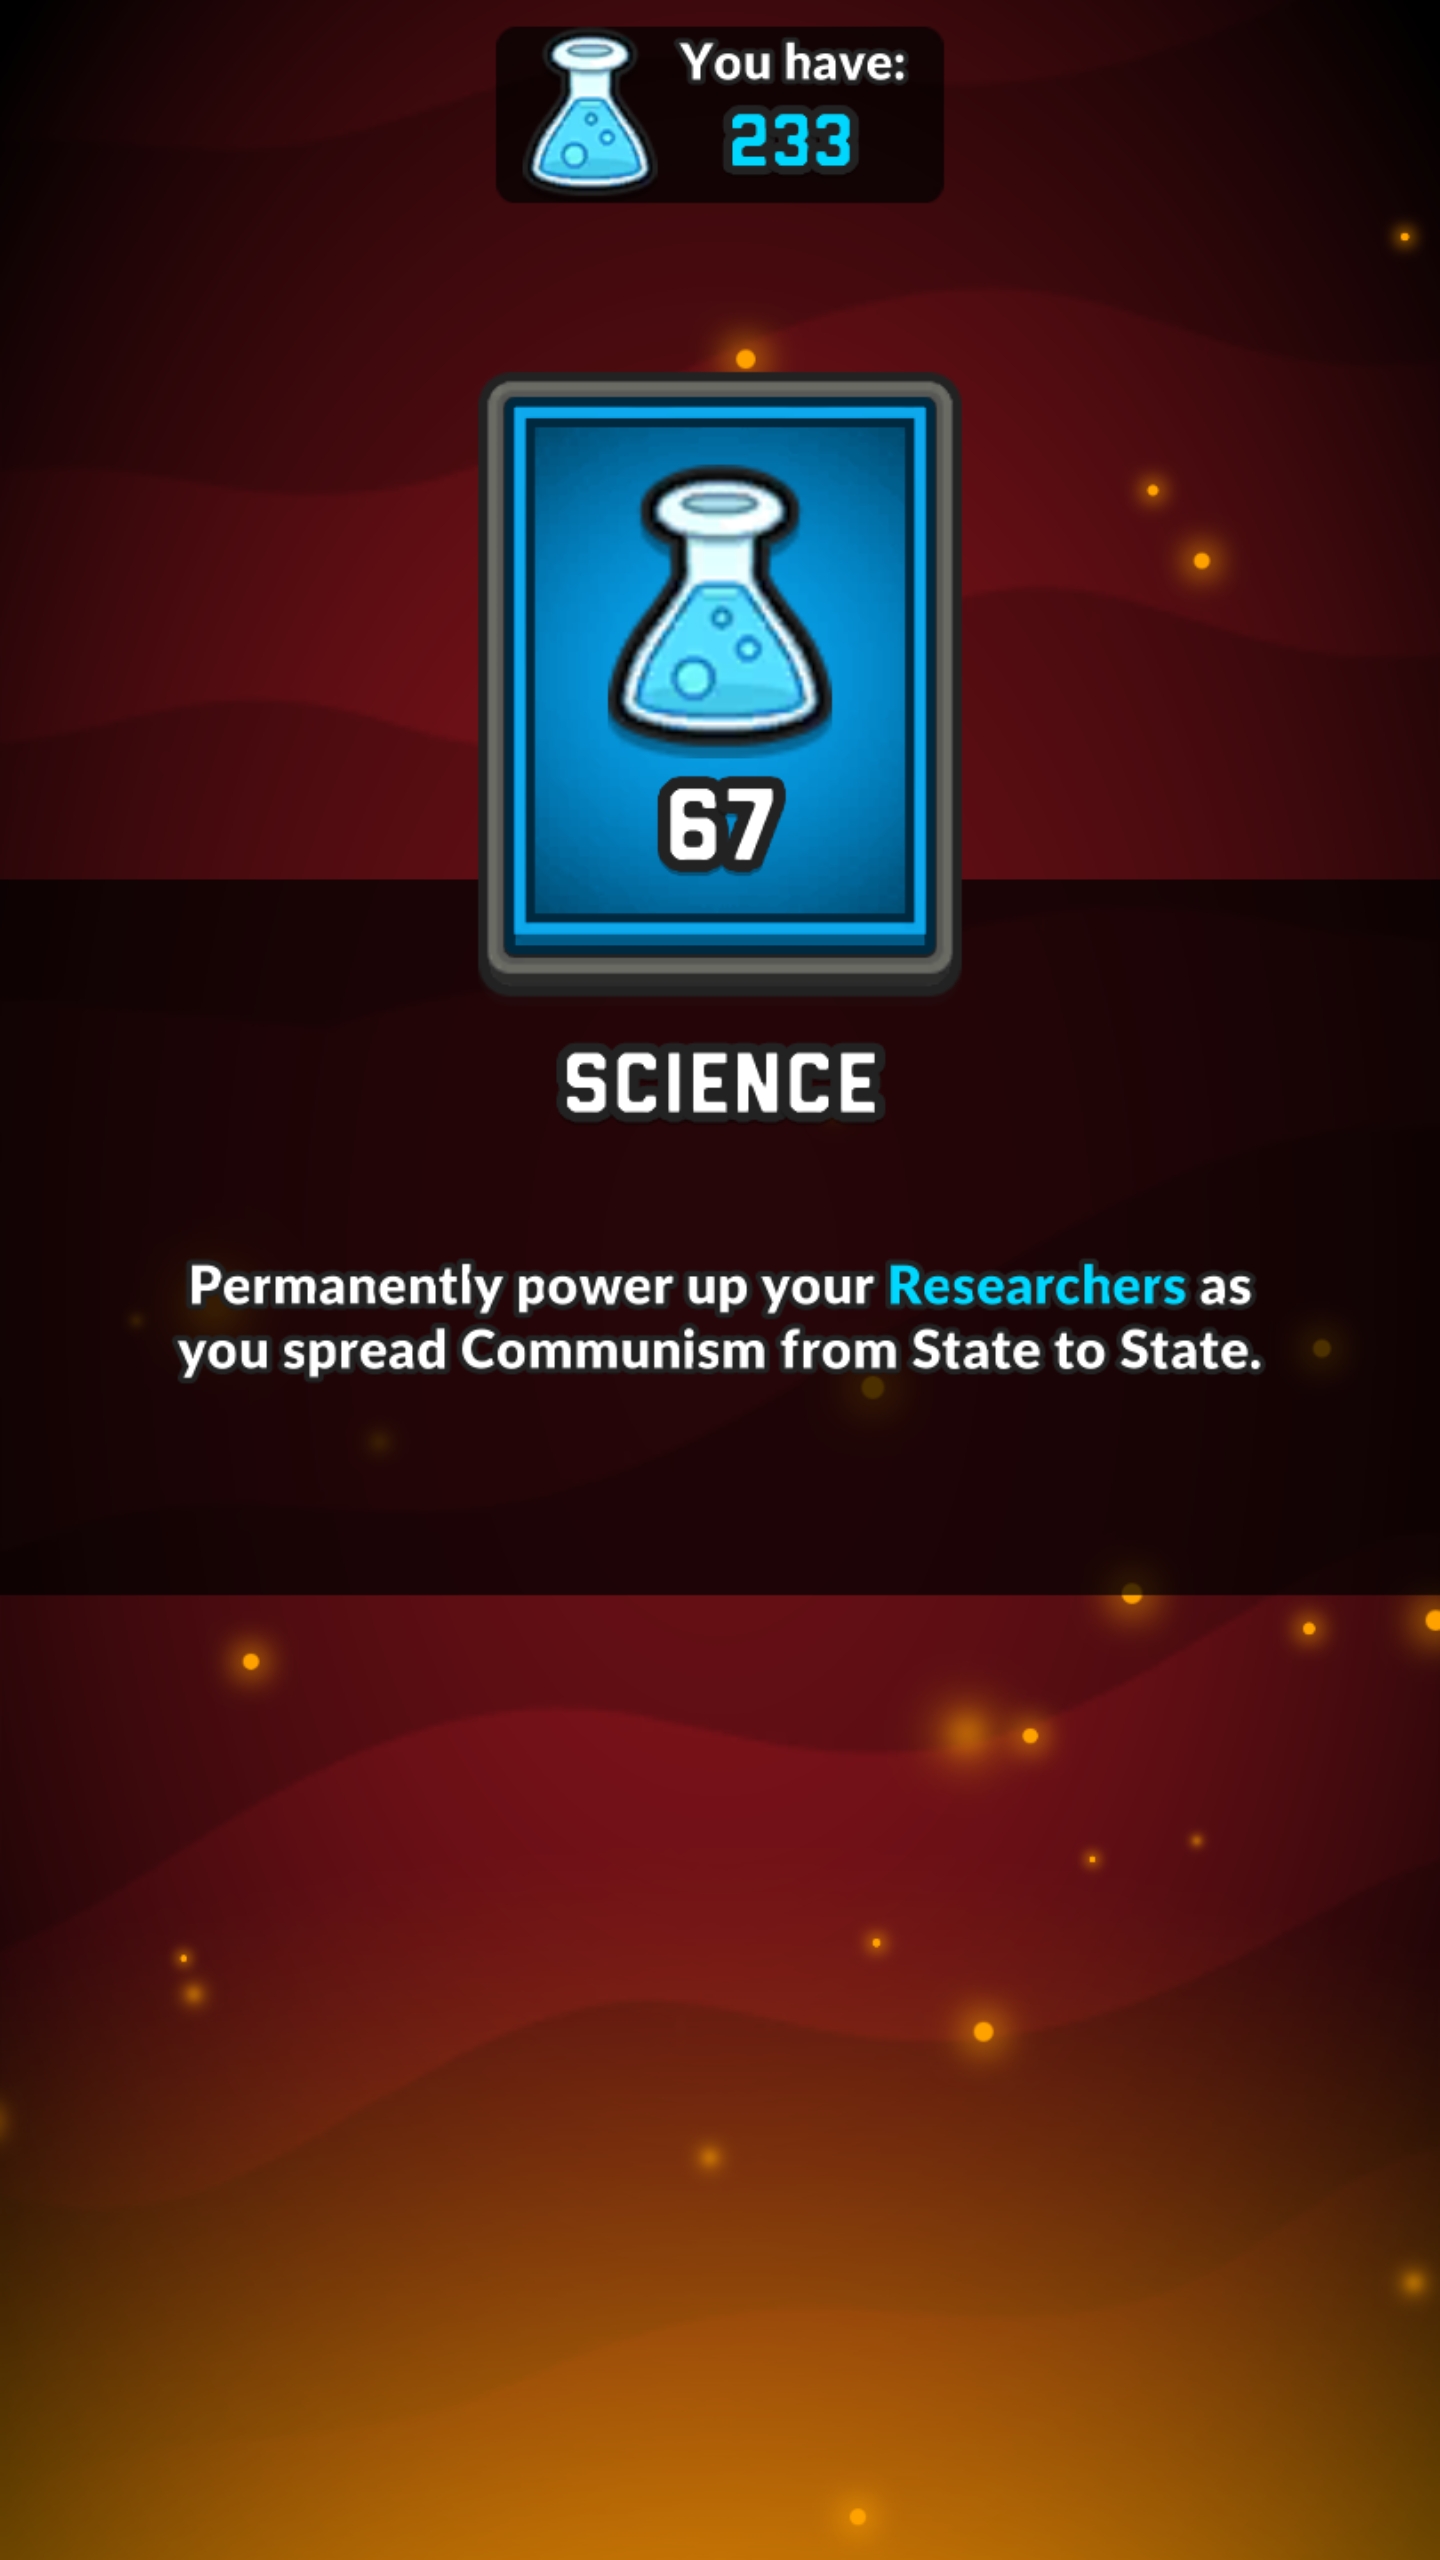 You have:
233
67
SCIENCE
Permanently power up your Researchers as
you spread Communism from State to State.